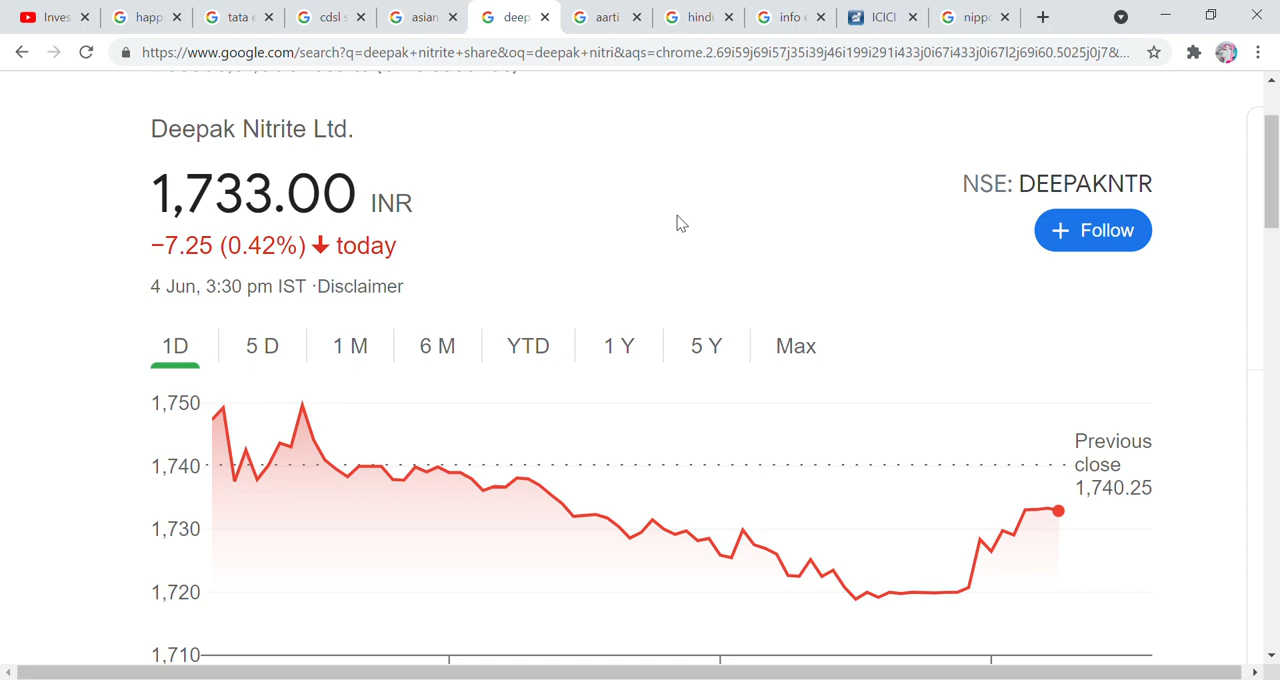 Inves
happ
tata e
cdsl s
asian
deep
aarti
hindu
info e
ICICI
nippo
https://www.google.com/search?q=deepak+nitrite+share&oq=deepak+nitri&aqs=chrome.2.69i59j69i57j35i39j46i199i291i433j0i67i433j0i67l2j69i60.5025j0j7&...
Deepak Nitrite Ltd.
1,733.00 INR
NSE: DEEPAKNTR
−7.25 (0.42%) today
+ Follow
4 Jun, 3:30 pm IST ·Disclaimer
1D
5 D
1 M
6 M
YTD
1 Y
5 Y
Max
1,750
1,740
1,730
1,720
1,710
Previous
close
1,740.25